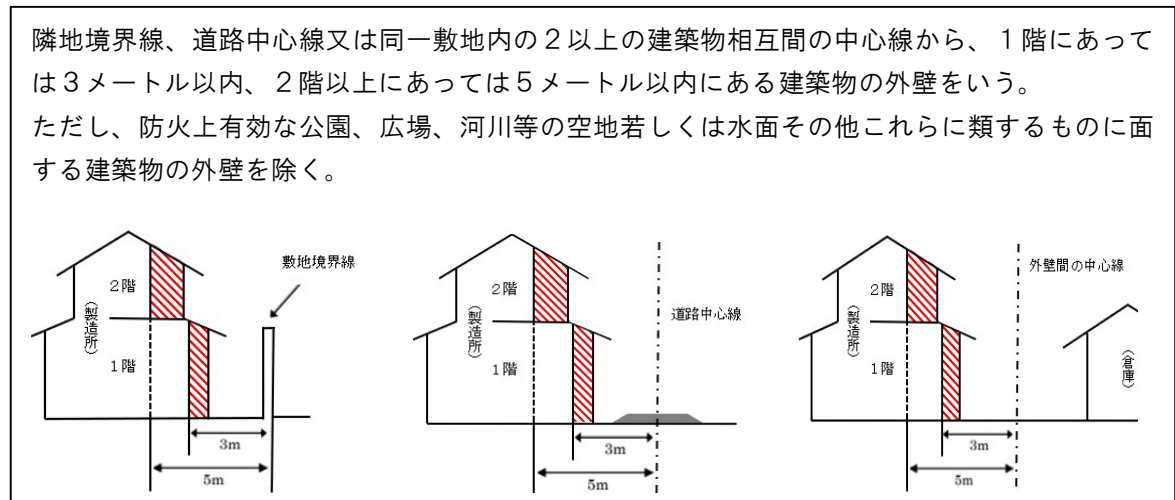 隣地境界線、道路中心線又は同一敷地内の２以上の建築物相互間の中心線から、１階にあって
は３メートル以内、２階以上にあっては５メートル以内にある建築物の外壁をいう。
ただし、防火上有効な公園、広場、河川等の空地若しくは水面その他これらに類するものに面
する建築物の外壁を除く。
敷地境界線
２階
（製造所）
１階
3m
5m
２階
道路中心線
（製造所）
１階
3m
5m
外壁間の中心線
２階
（製造所）
１階
（倉庫）
3m
5m